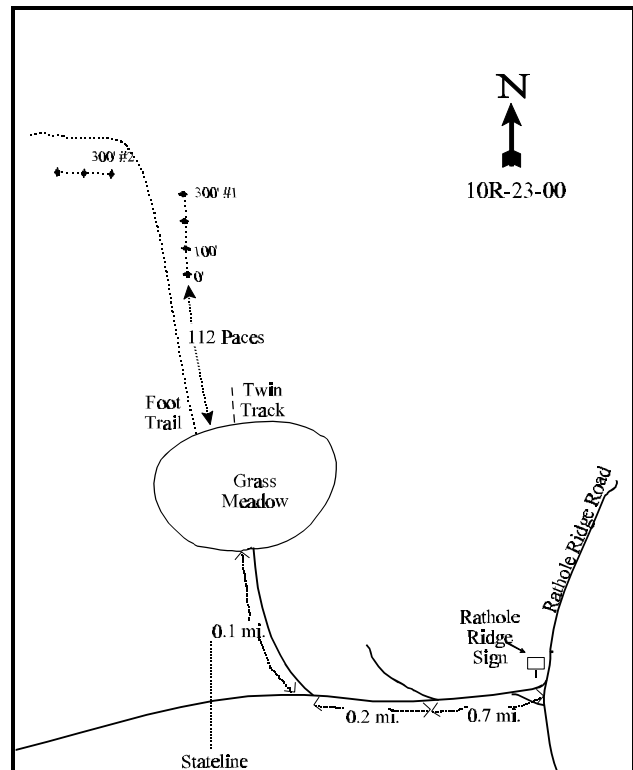 N
10R-23-00
300' #2
300' #1
100'
0'
112 Paces
Foot
Trail
Twin
Track
Grass
Meadow
Rathole Ridge Road
Rathole
Ridge
Sign
0.1 mi.
0.2 mi.
0.7 mi.
Stateline